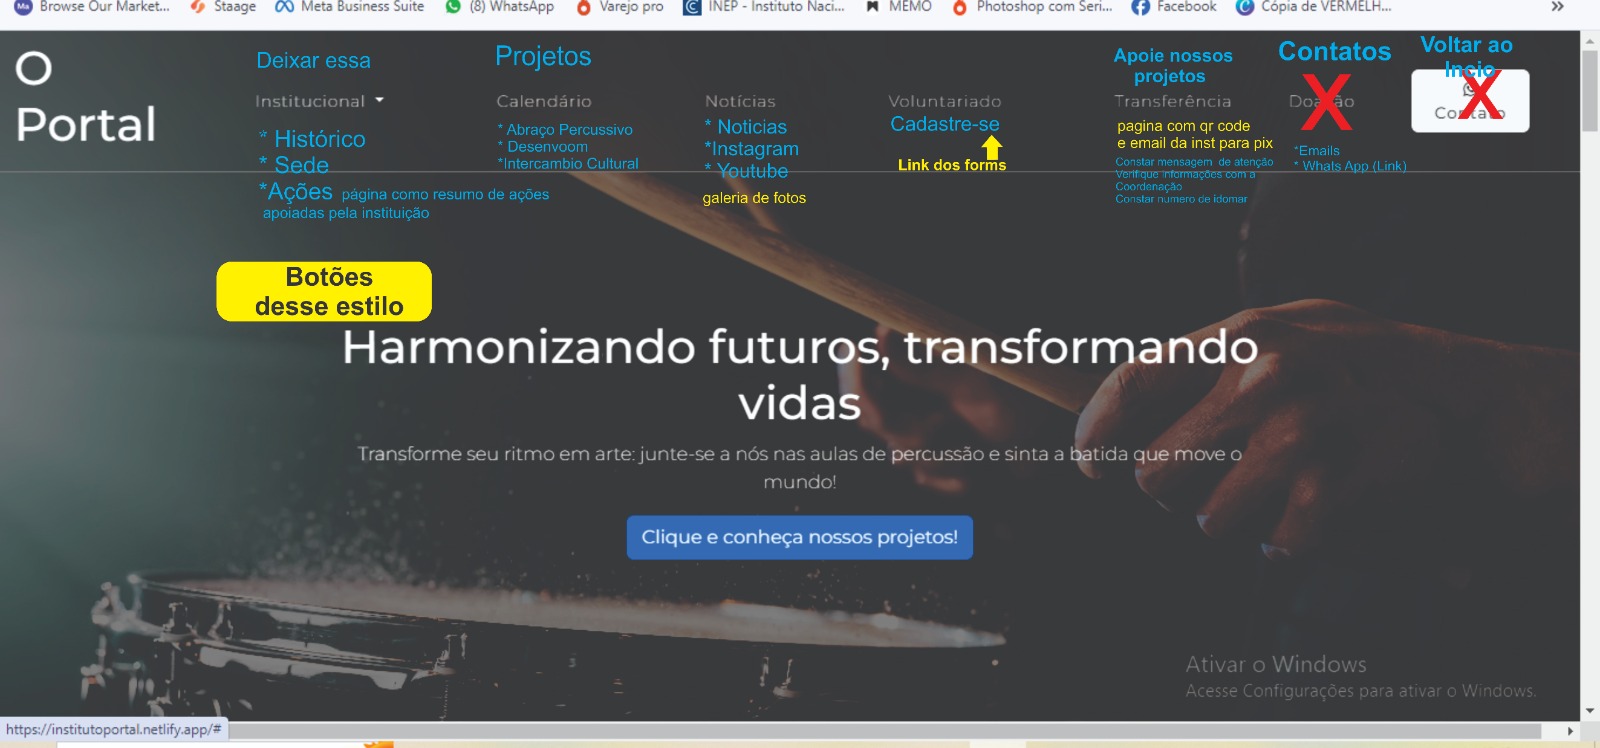 Browse Our Market...
Staage
Meta Business Suite
(8) WhatsApp
Varejo pro
INEP - Instituto Naci...
MEMO
Photoshop com Seri...
Facebook
Cópia de VERMELH...
»
O
Portal
Deixar essa
Institucional
* Histórico
* Sede
*Ações página como resumo de ações
apoiadas pela instituição
Projetos
Calendário
* Abraço Percussivo
* Desenvoom
*Intercambio Cultural
Notícias
* Noticias
*Instagram
* Youtube
galeria de fotos
Voluntariado
Cadastre-se
Link dos forms
Apoie nossos
projetos
Transferência
pagina com qr code
e email da inst para pix
Constar mensagem de atenção
Verifique informações com a
Coordenação
Constar numero de idomar
Contatos
Doação
X
*Emails
* Whats App (Link)
Voltar ao
Incio
X
Contato
Botões
desse estilo
Harmonizando futuros, transformando
vidas
Transforme seu ritmo em arte: junte-se a nós nas aulas de percussão e sinta a batida que move o
mundo!
Clique e conheça nossos projetos!
Ativar o Windows
Acesse Configurações para ativar o Windows.
https://institutoportal.netlify.app/#